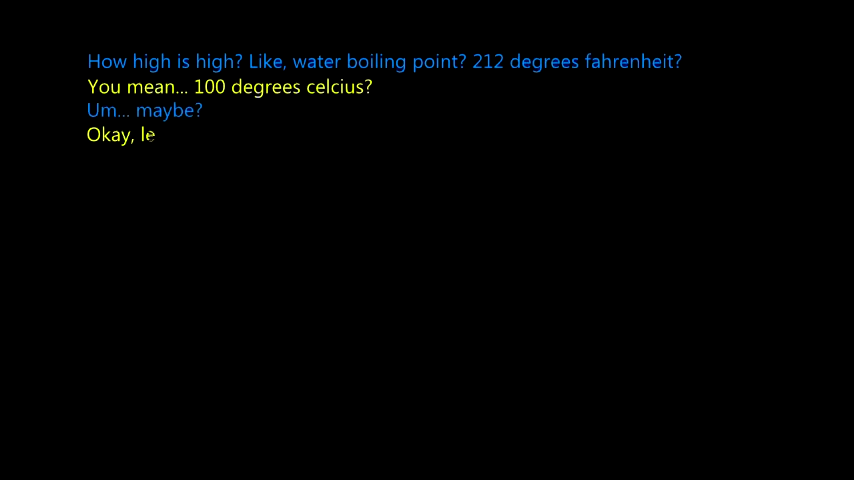 How high is high? Like, water boiling point? 212 degrees fahrenheit?
You mean... 100 degrees celcius?
Um... maybe?
Okay, le